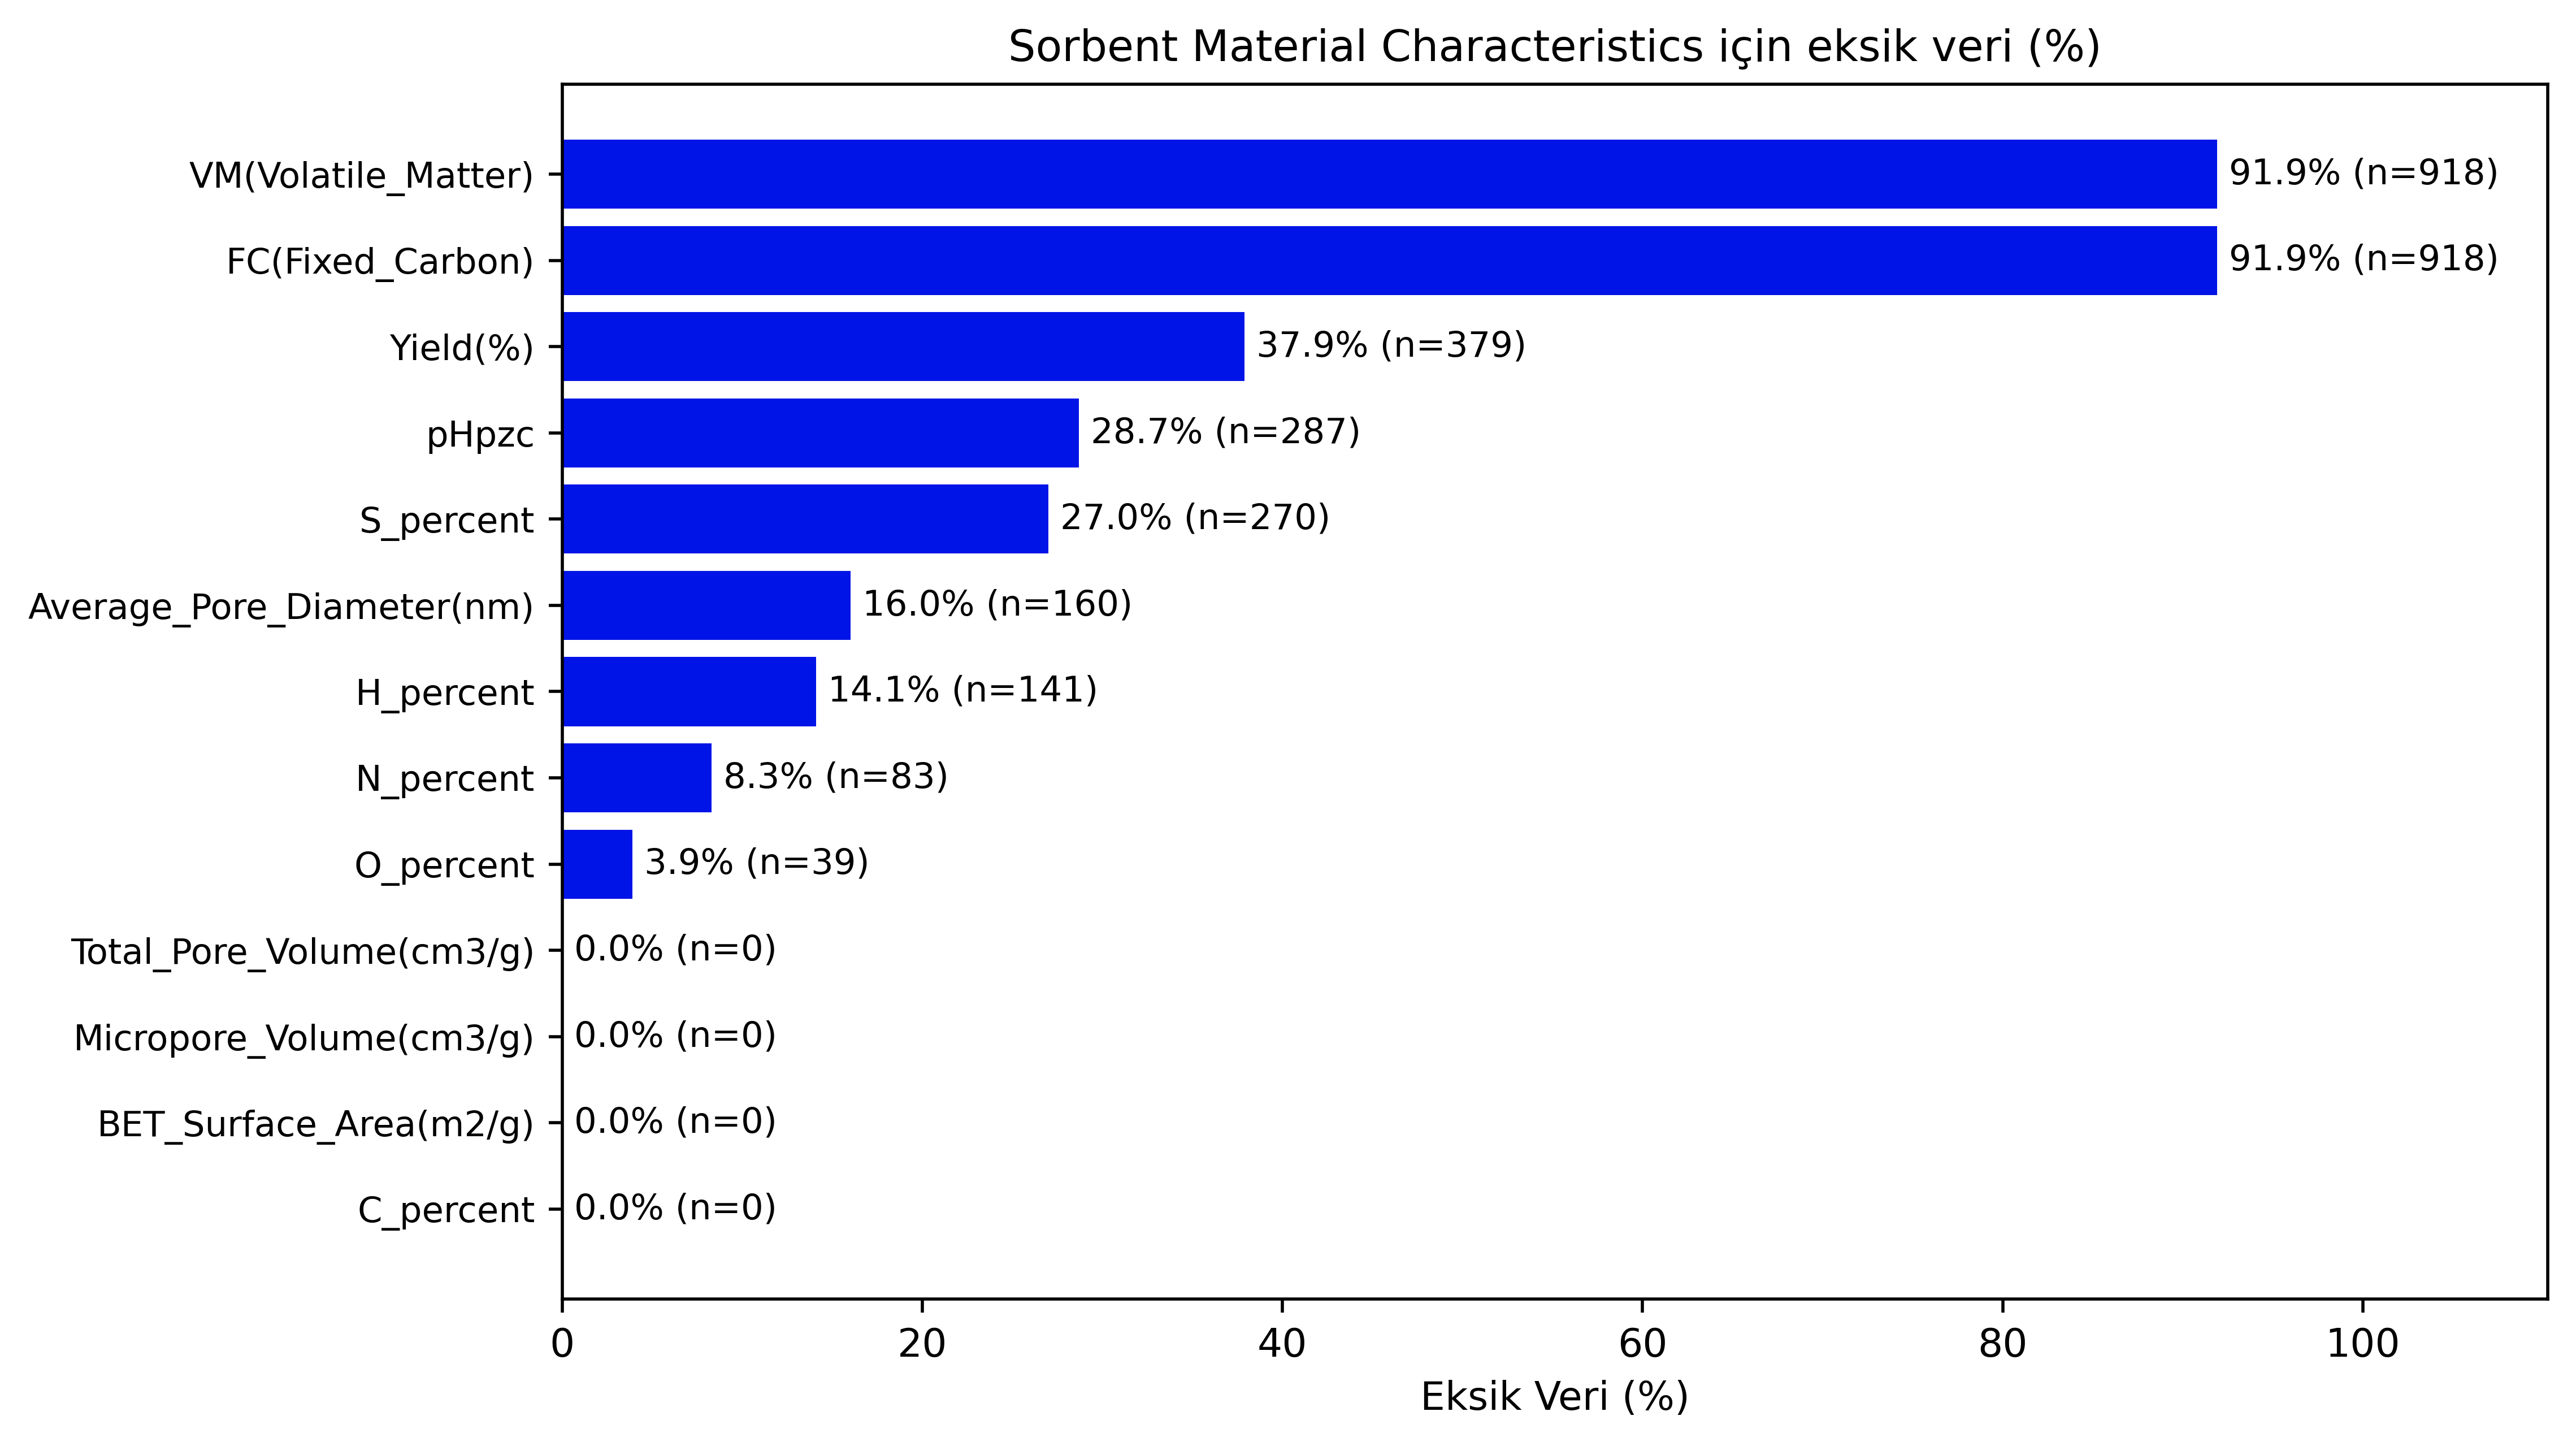 Sorbent Material Characteristics için eksik veri (%)
VM(Volatile_Matter) 91.9% (n=918)
FC(Fixed_Carbon) 91.9% (n=918)
Yield(%) 37.9% (n=379)
pHpzc 28.7% (n=287)
S_percent 27.0% (n=270)
Average_Pore_Diameter(nm) 16.0% (n=160)
H_percent 14.1% (n=141)
N_percent 8.3% (n=83)
O_percent 3.9% (n=39)
Total_Pore_Volume(cm3/g) 0.0% (n=0)
Micropore_Volume(cm3/g) 0.0% (n=0)
BET_Surface_Area(m2/g) 0.0% (n=0)
C_percent 0.0% (n=0)
0 20 40 60 80 100
Eksik Veri (%)